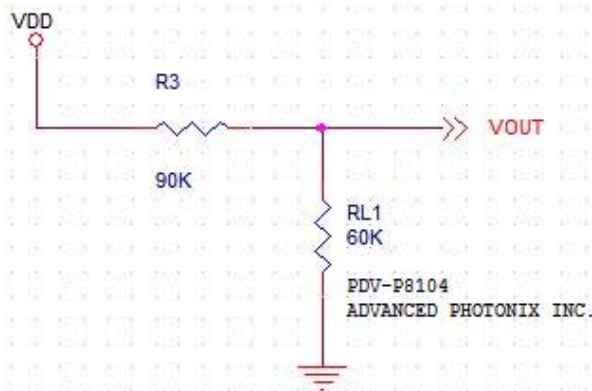 VDD
R3
90K
VOUT
RL1
60K
PDV-P8104
ADVANCED PHOTONIX INC.